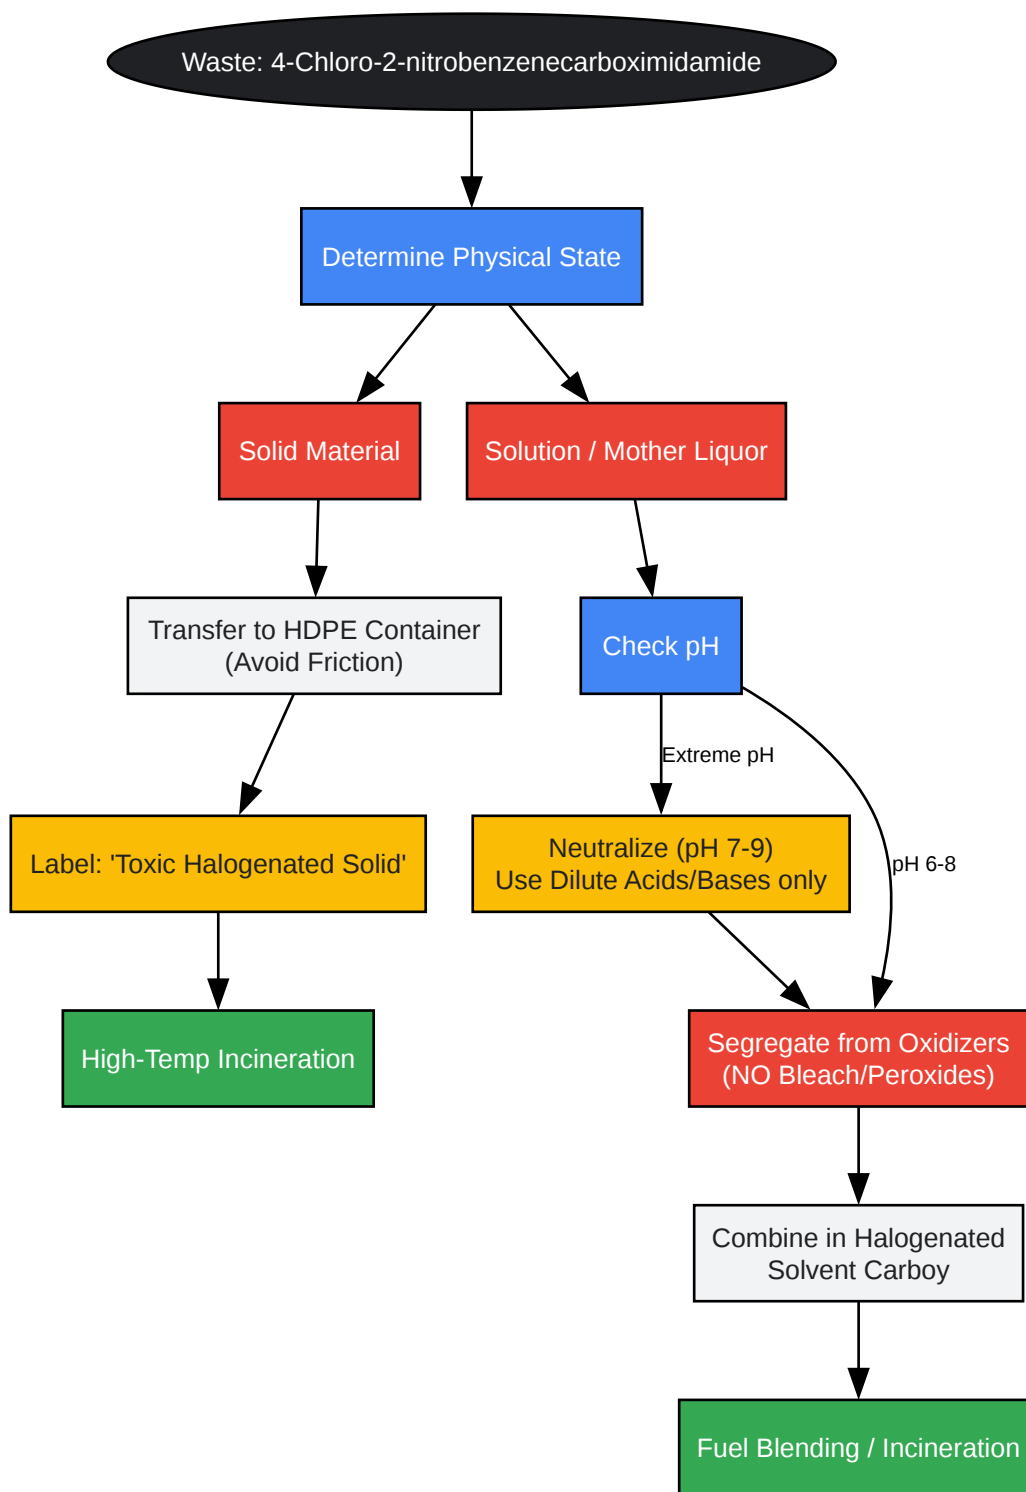 Waste: 4-Chloro-2-nitrobenzenecarboximidamide
Determine Physical State
Solid Material
Solution / Mother Liquor
Transfer to HDPE Container
(Avoid Friction)
Check pH
Extreme pH
Label: 'Toxic Halogenated Solid'
Neutralize (pH 7-9)
Use Dilute Acids/Bases only
pH 6-8
High-Temp Incineration
Segregate from Oxidizers
(NO Bleach/Peroxides)
Combine in Halogenated
Solvent Carboy
Fuel Blending / Incineration